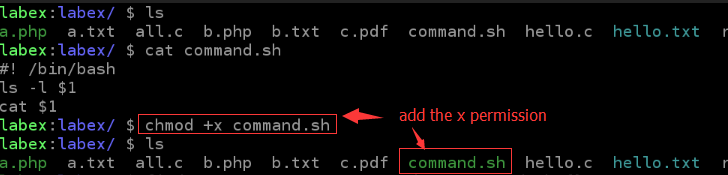 labex:labex/ $ ls
a.php a.txt all.c b.php b.txt c.pdf command.sh hello.c hello.txt
labex:labex/ $ cat command.sh
#! /bin/bash
ls -l $1
cat $1
labex:labex/ $ chmod +x command.sh
add the x permission
labex:labex/ $ ls
a.php a.txt all.c b.php b.txt c.pdf command.sh hello.c hello.txt